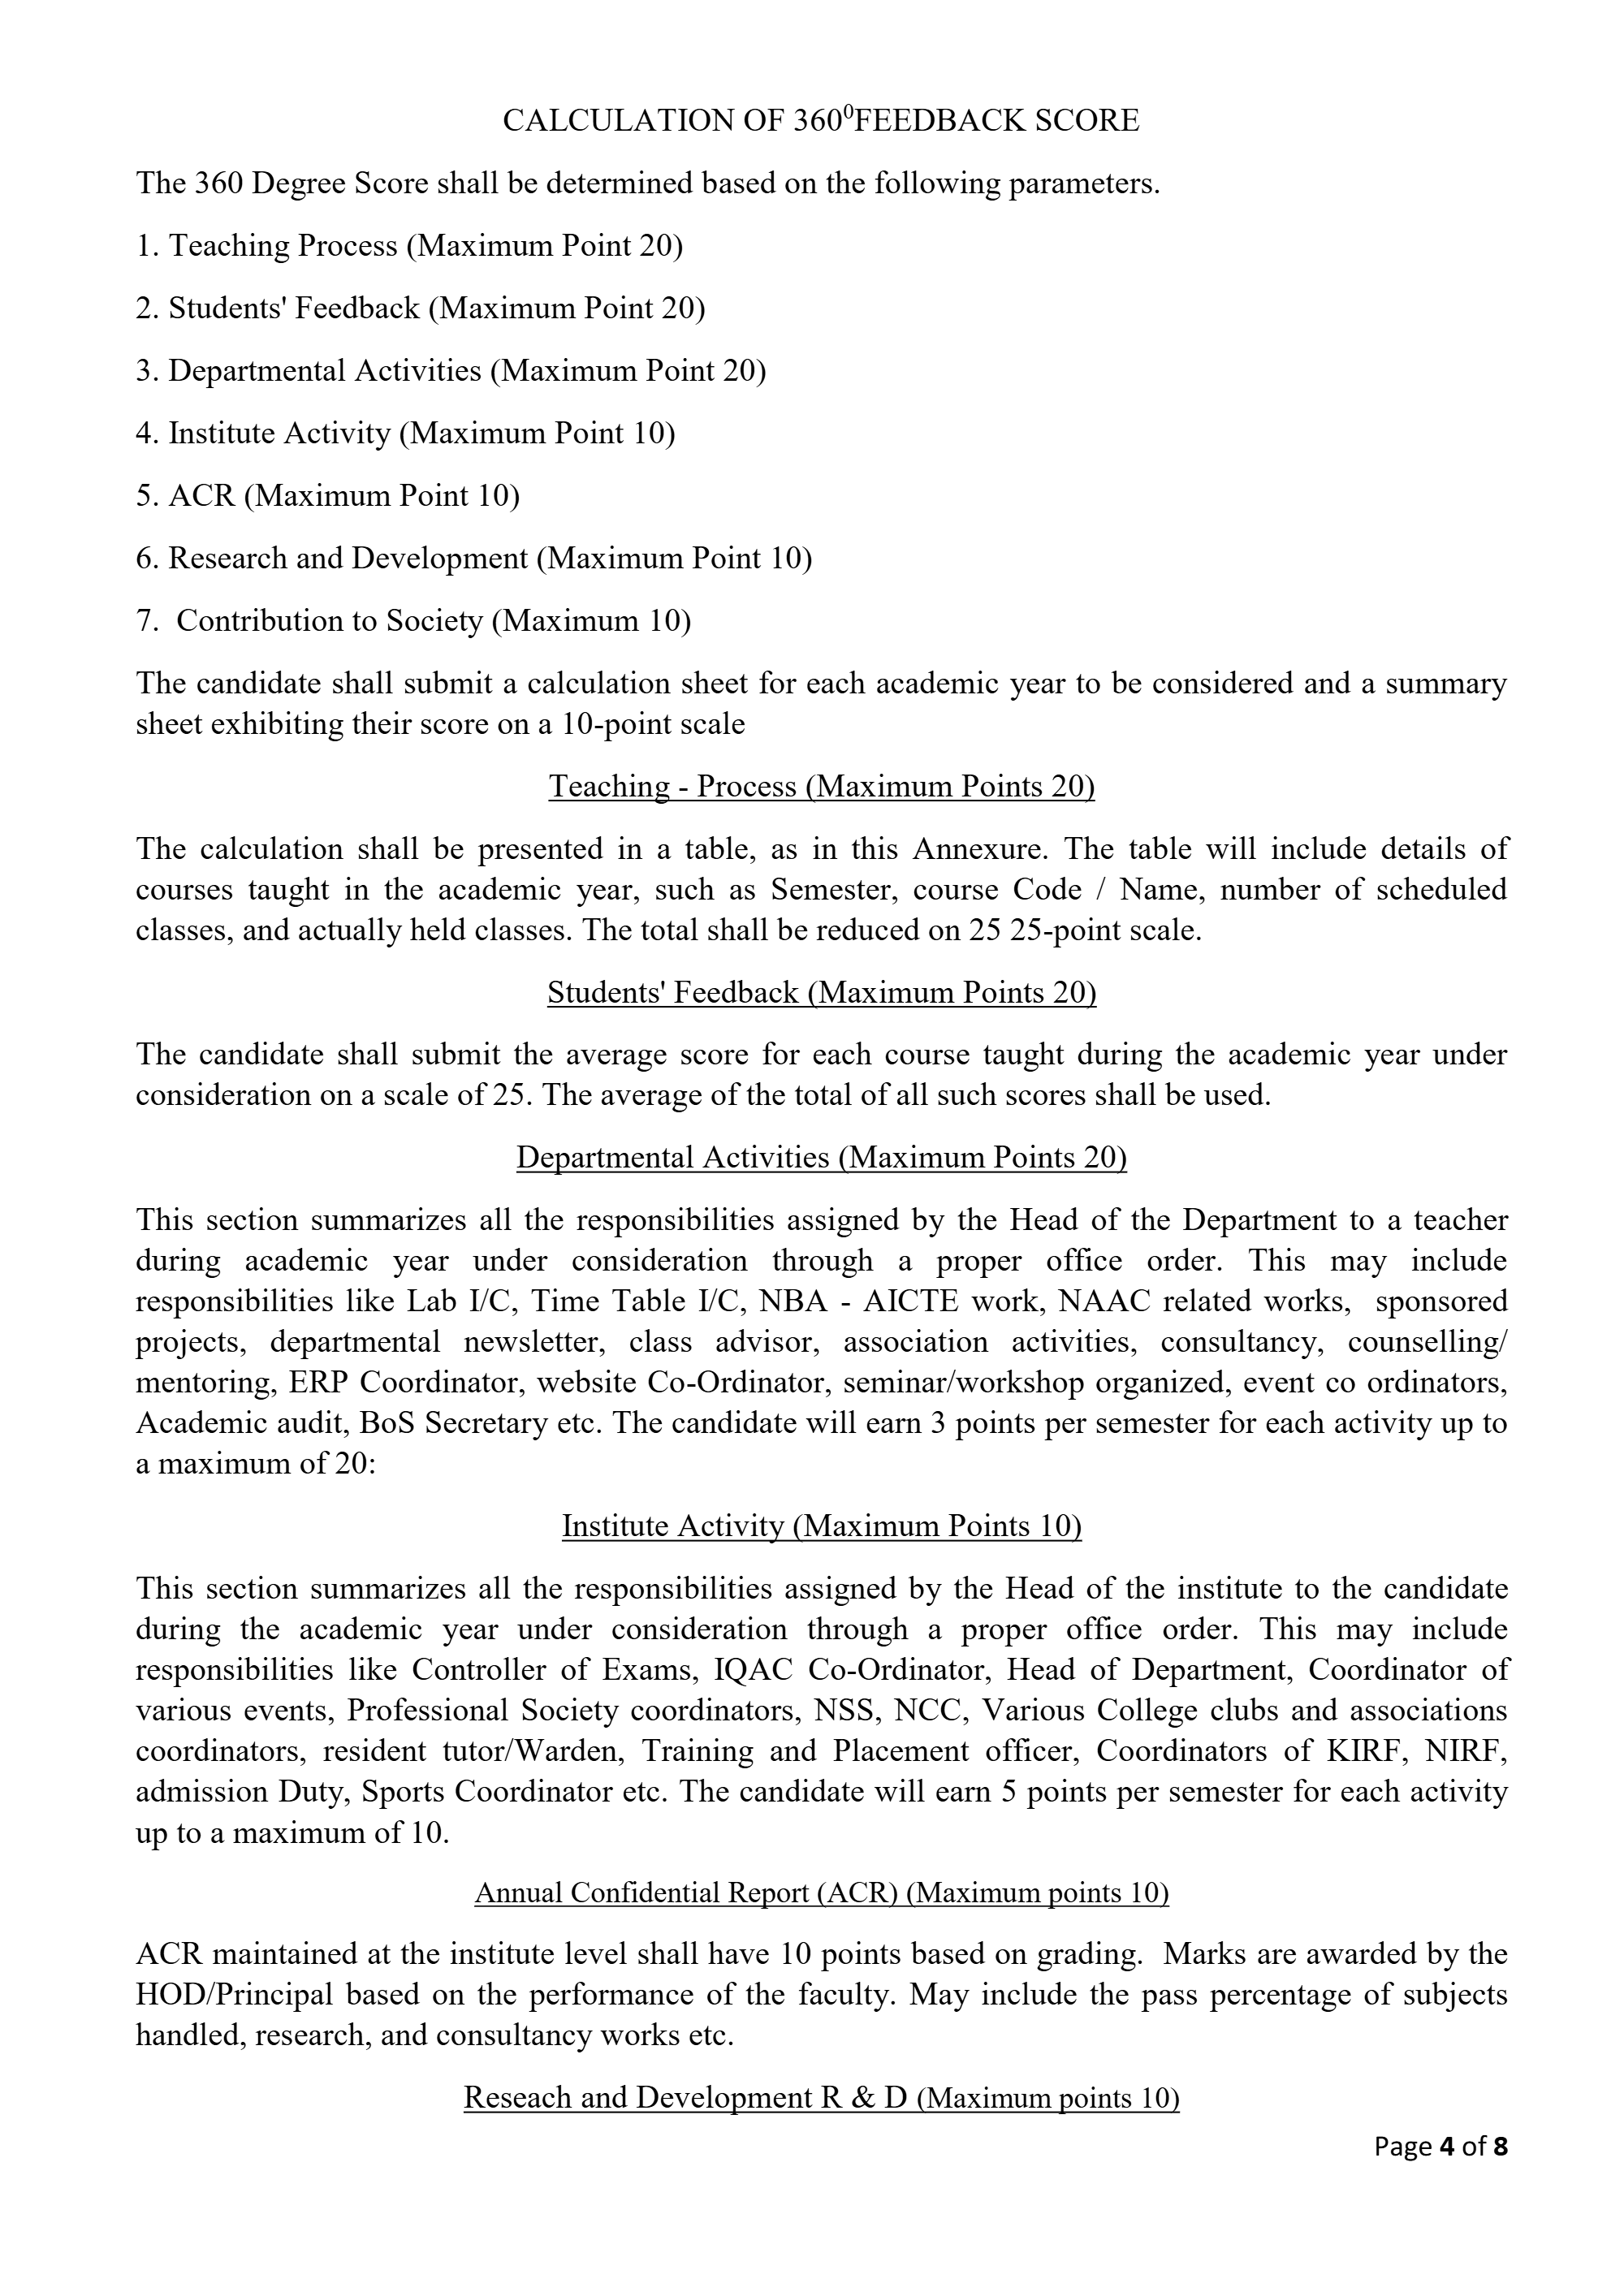 CALCULATION OF 360⁰FEEDBACK SCORE
The 360 Degree Score shall be determined based on the following parameters.
1. Teaching Process (Maximum Point 20)
2. Students' Feedback (Maximum Point 20)
3. Departmental Activities (Maximum Point 20)
4. Institute Activity (Maximum Point 10)
5. ACR (Maximum Point 10)
6. Research and Development (Maximum Point 10)
7.  Contribution to Society (Maximum 10)
The candidate shall submit a calculation sheet for each academic year to be considered and a summary
sheet exhibiting their score on a 10-point scale
Teaching - Process (Maximum Points 20)
The calculation shall be presented in a table, as in this Annexure. The table will include details of
courses taught in the academic year, such as Semester, course Code / Name, number of scheduled
classes, and actually held classes. The total shall be reduced on 25 25-point scale.
Students' Feedback (Maximum Points 20)
The candidate shall submit the average score for each course taught during the academic year under
consideration on a scale of 25. The average of the total of all such scores shall be used.
Departmental Activities (Maximum Points 20)
This section summarizes all the responsibilities assigned by the Head of the Department to a teacher
during academic year under consideration through a proper office order. This may include
responsibilities like Lab I/C, Time Table I/C, NBA - AICTE work, NAAC related works,  sponsored
projects, departmental newsletter, class advisor, association activities, consultancy, counselling/
mentoring, ERP Coordinator, website Co-Ordinator, seminar/workshop organized, event co ordinators,
Academic audit, BoS Secretary etc. The candidate will earn 3 points per semester for each activity up to
a maximum of 20:
Institute Activity (Maximum Points 10)
This section summarizes all the responsibilities assigned by the Head of the institute to the candidate
during the academic year under consideration through a proper office order. This may include
responsibilities like Controller of Exams, IQAC Co-Ordinator, Head of Department, Coordinator of
various events, Professional Society coordinators, NSS, NCC, Various College clubs and associations
coordinators, resident tutor/Warden, Training and Placement officer, Coordinators of KIRF, NIRF,
admission Duty, Sports Coordinator etc. The candidate will earn 5 points per semester for each activity
up to a maximum of 10.
Annual Confidential Report (ACR) (Maximum points 10)
ACR maintained at the institute level shall have 10 points based on grading.  Marks are awarded by the
HOD/Principal based on the performance of the faculty. May include the pass percentage of subjects
handled, research, and consultancy works etc.
Reseach and Development R & D (Maximum points 10)
Page 4 of 8